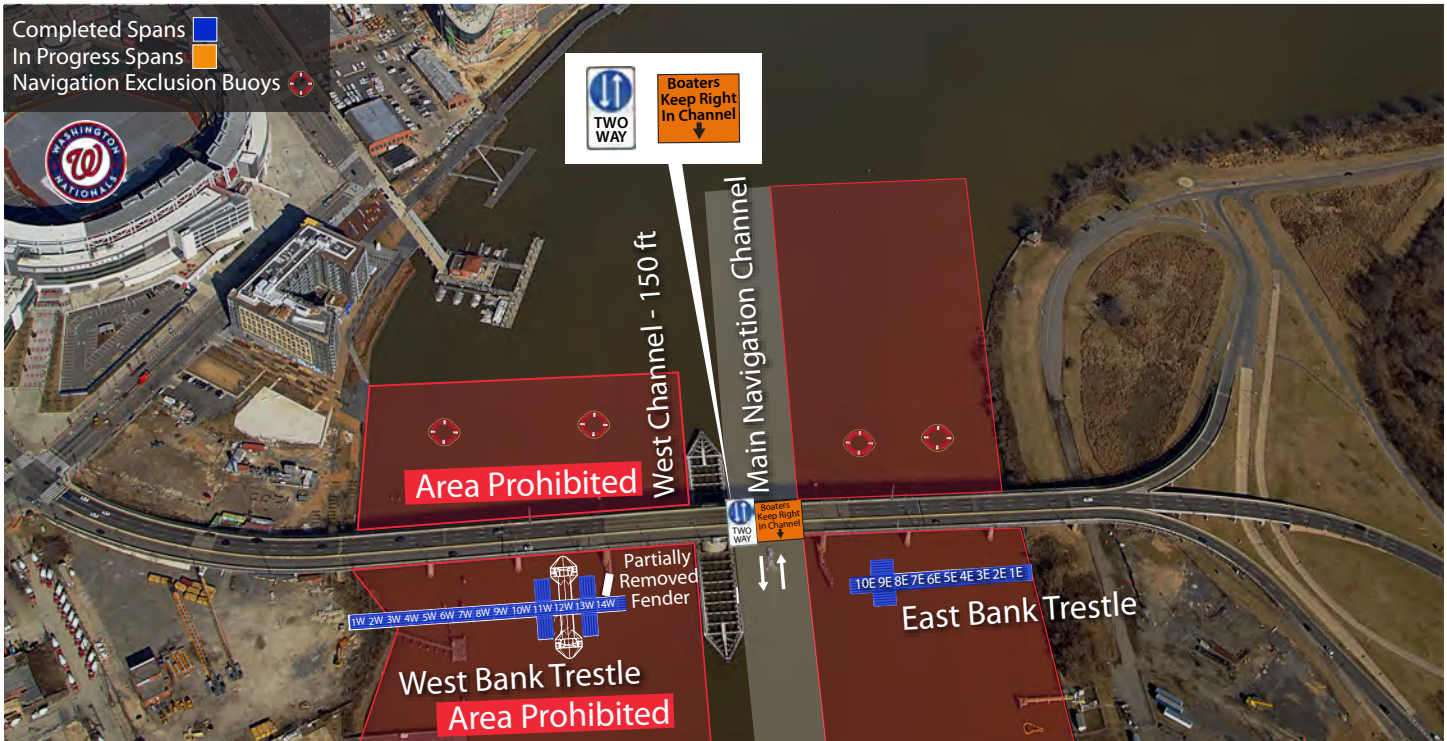 Completed Spans
In Progress Spans
Navigation Exclusion Buoys
WASHINGTON
W
NATIONALS
TWO
WAY
Boaters
Keep Right
In Channel
West Channel - 150 ft
Main Navigation Channel
Area Prohibited
TWO
WAY
Boaters
Keep Right
In Channel
Partially
Removed
Fender
1W 2W 3W 4W 5W 6W 7W 8W 9W 10W 11W 12W 13W 14W
10E 9E 8E 7E 6E 5E 4E 3E 2E 1E
East Bank Trestle
West Bank Trestle
Area Prohibited